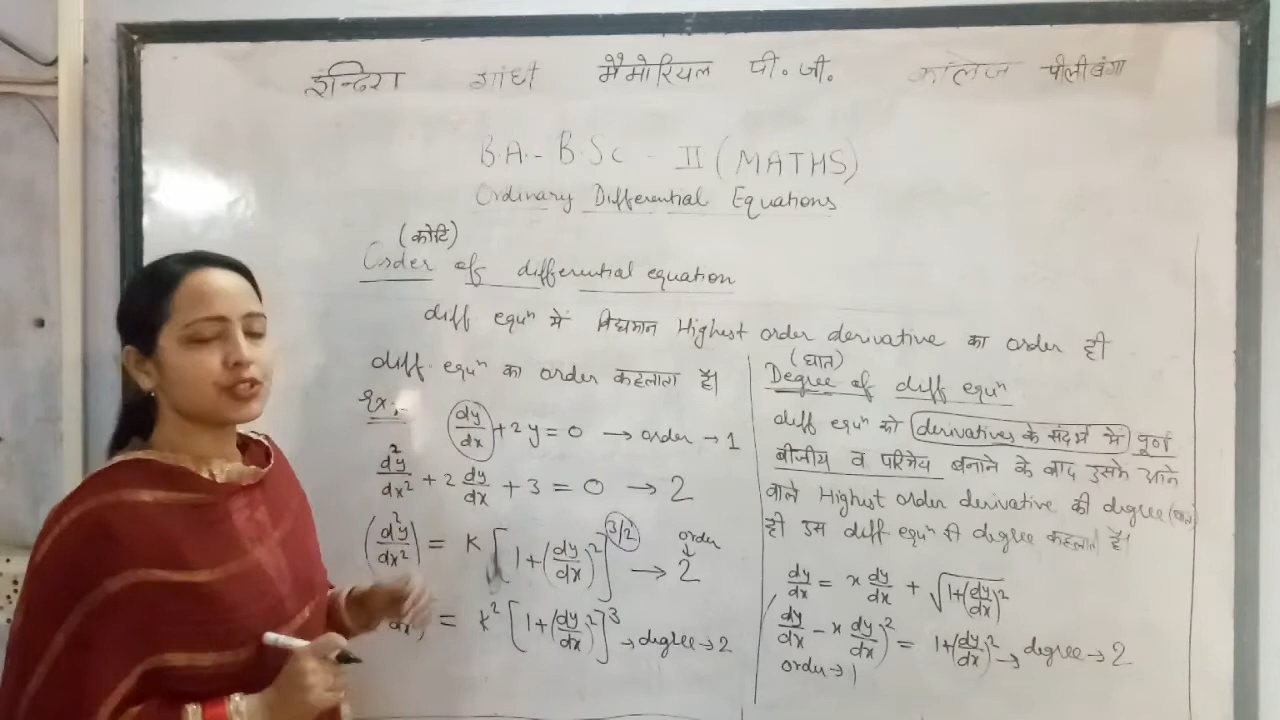 इन्दिरा गांधी मैमोरियल पी. जी. कॉलेज पीलीबंगा
B.A. - B.Sc - II (MATHS)
Ordinary Differential Equations
(कोटि)
Order of differential equation
diff equⁿ में विद्यमान Highest order derivative का order ही
diff. equⁿ का order कहलाता है।
Ex:-
dy/dx + 2y = 0 → order → 1
d²y/dx² + 2 dy/dx + 3 = 0 → 2
(d²y/dx²) = K [1+(dy/dx)²]^3/2 → 2
order ↓
dx = K² [1+(dy/dx)²]³ → degree → 2
(घात)
Degree of diff equⁿ
diff equⁿ को derivatives के संदर्भ में पूर्ण
बीजीय व परिमेय बनाने के बाद उसमे आने
वाले Highest order derivative की degree (घात)
ही उस diff equⁿ की degree कहलाती है।
dy/dx = x dy/dx + √1+(dy/dx)²
(dy/dx - x dy/dx)² = 1+(dy/dx)² → degree → 2
order → 1